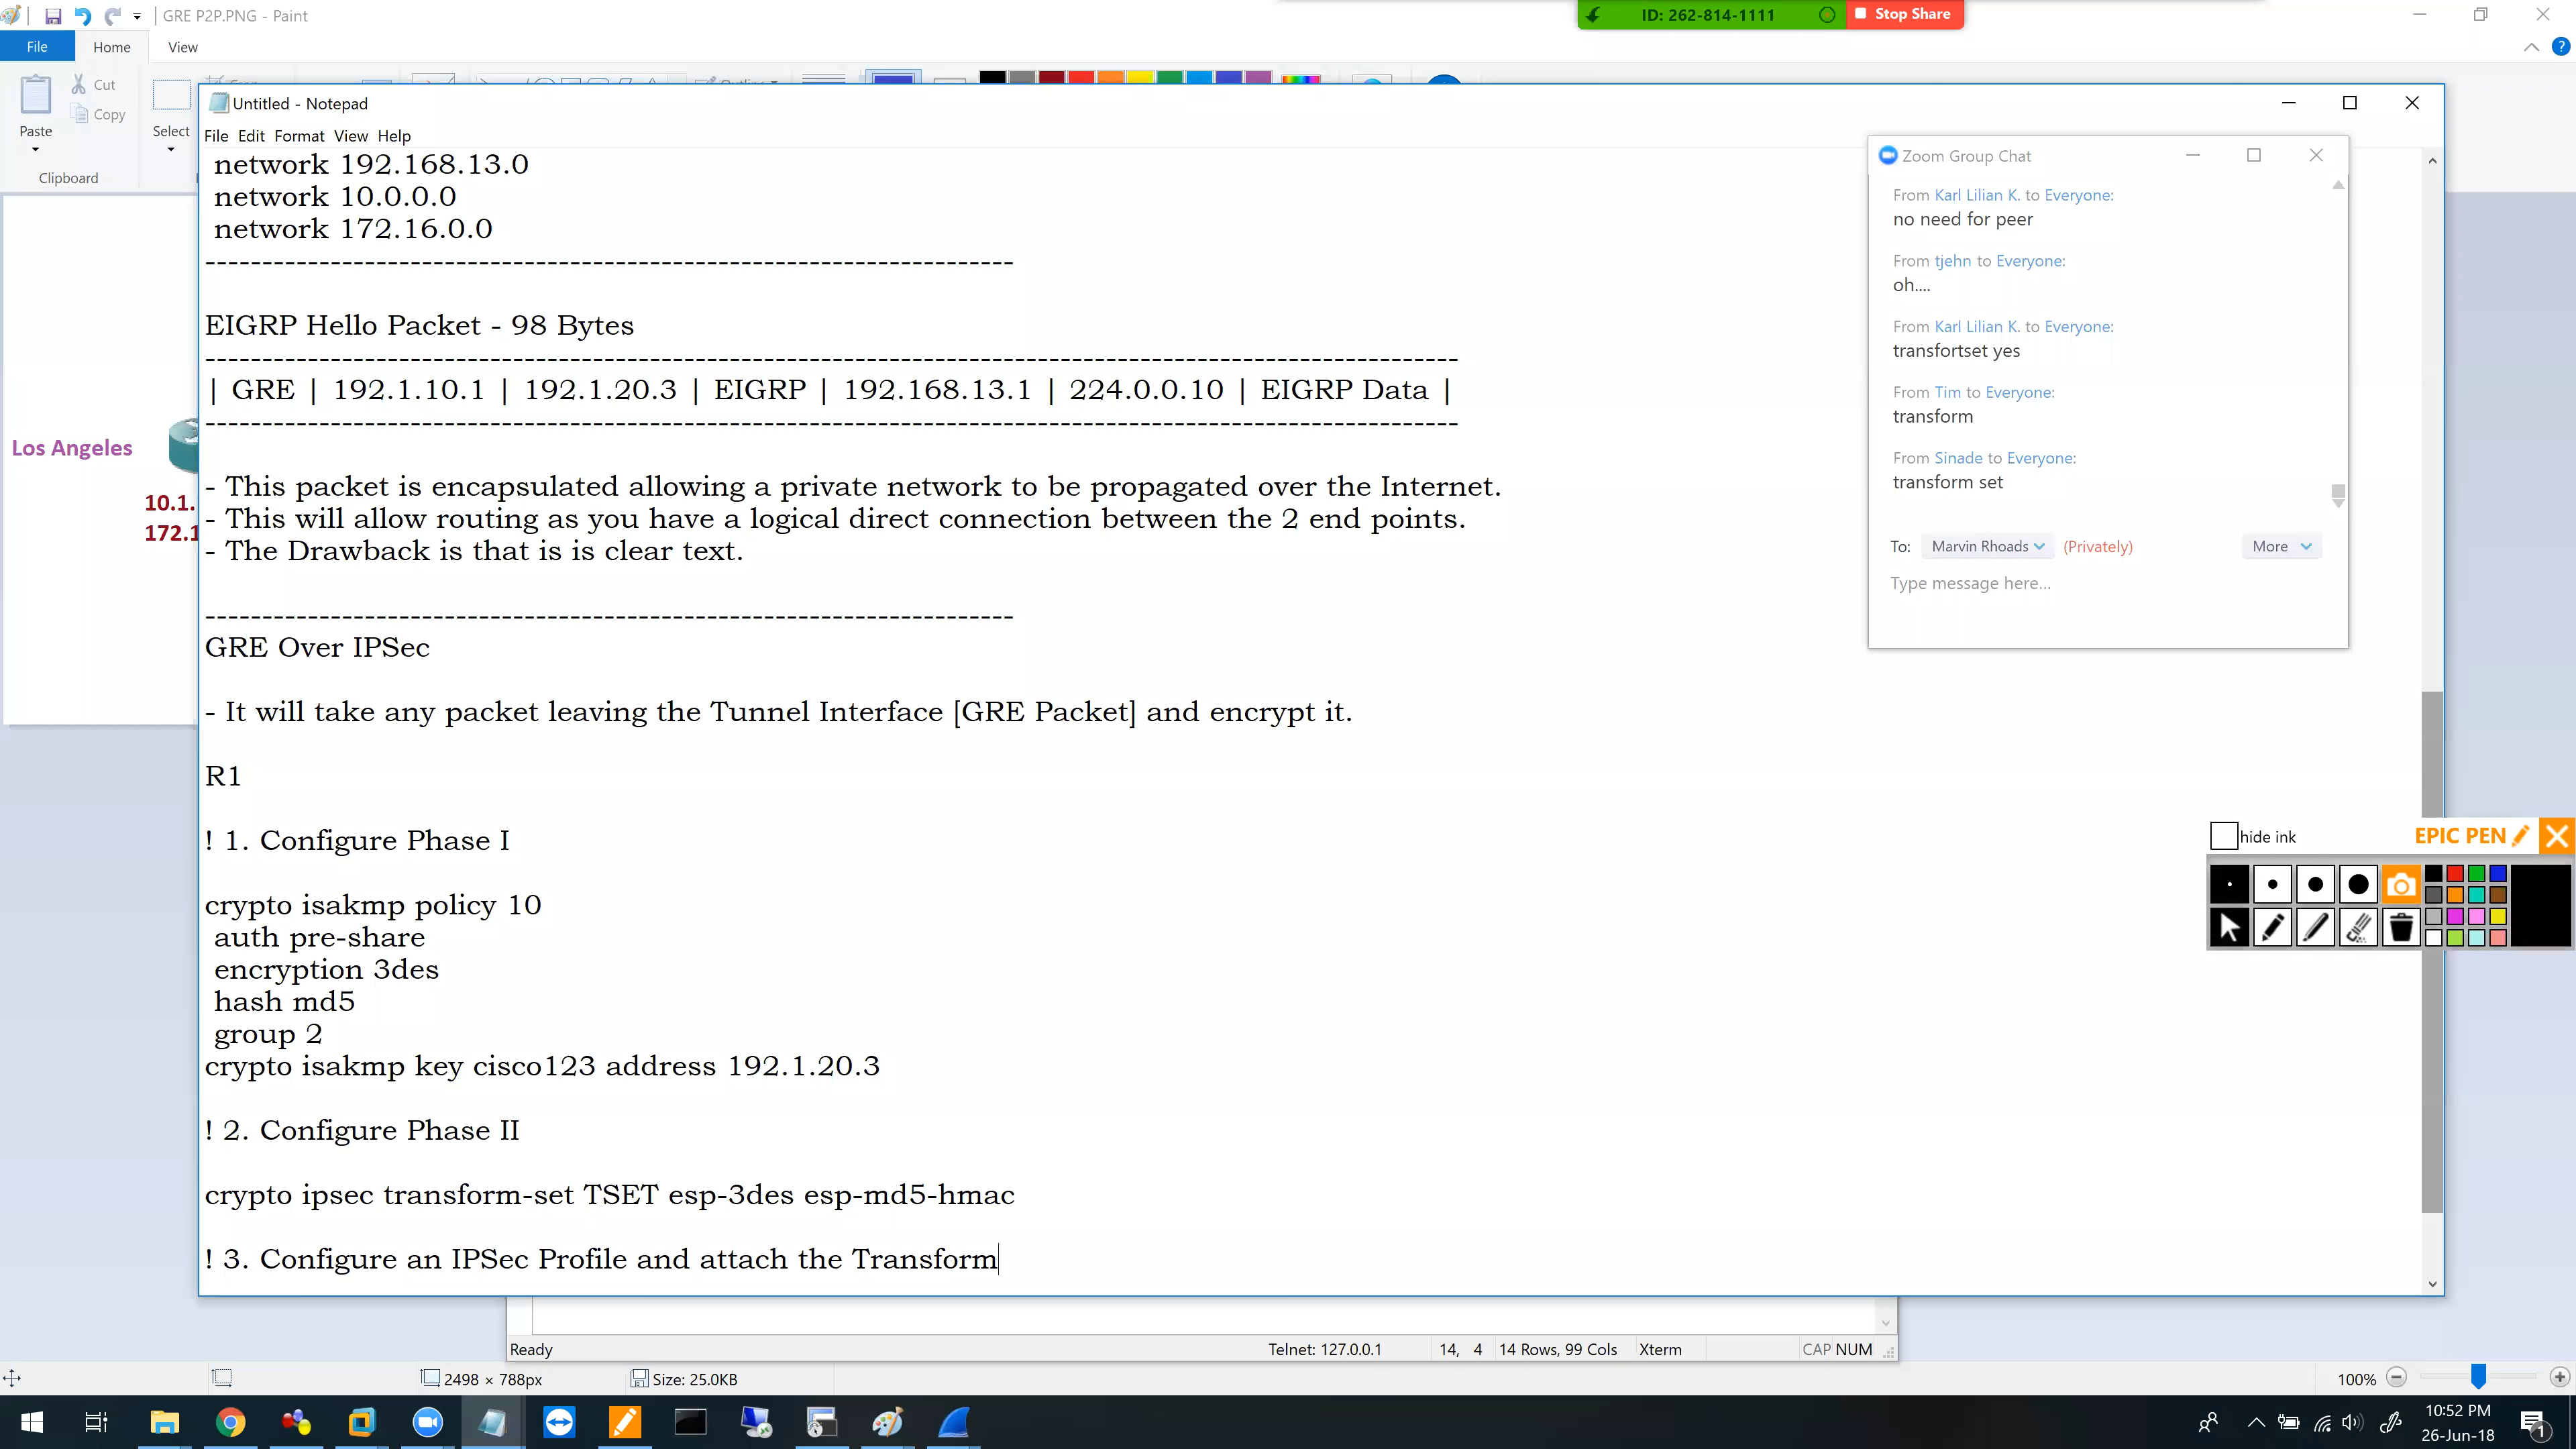 GRE P2P.PNG - Paint
ID: 262-814-1111
Stop Share
File
Home
View
Cut
Copy
Paste
Select
Clipboard
Untitled - Notepad
File Edit Format View Help
network 192.168.13.0
network 10.0.0.0
network 172.16.0.0
----------------------------------------------------------------------
EIGRP Hello Packet - 98 Bytes
------------------------------------------------------------------------------------------------------------
| GRE | 192.1.10.1 | 192.1.20.3 | EIGRP | 192.168.13.1 | 224.0.0.10 | EIGRP Data |
------------------------------------------------------------------------------------------------------------
- This packet is encapsulated allowing a private network to be propagated over the Internet.
- This will allow routing as you have a logical direct connection between the 2 end points.
- The Drawback is that is is clear text.
----------------------------------------------------------------------
GRE Over IPSec
- It will take any packet leaving the Tunnel Interface [GRE Packet] and encrypt it.
R1
! 1. Configure Phase I
crypto isakmp policy 10
auth pre-share
encryption 3des
hash md5
group 2
crypto isakmp key cisco123 address 192.1.20.3
! 2. Configure Phase II
crypto ipsec transform-set TSET esp-3des esp-md5-hmac
! 3. Configure an IPSec Profile and attach the Transform
Los Angeles
10.1.
172.1
Zoom Group Chat
From Karl Lilian K. to Everyone:
no need for peer
From tjehn to Everyone:
oh....
From Karl Lilian K. to Everyone:
transfortset yes
From Tim to Everyone:
transform
From Sinade to Everyone:
transform set
To: Marvin Rhoads (Privately) More
Type message here...
hide ink
EPIC PEN
Ready
Telnet: 127.0.0.1
14, 4
14 Rows, 99 Cols
Xterm
CAP NUM
2498 × 788px
Size: 25.0KB
100%
10:52 PM
26-Jun-18
1